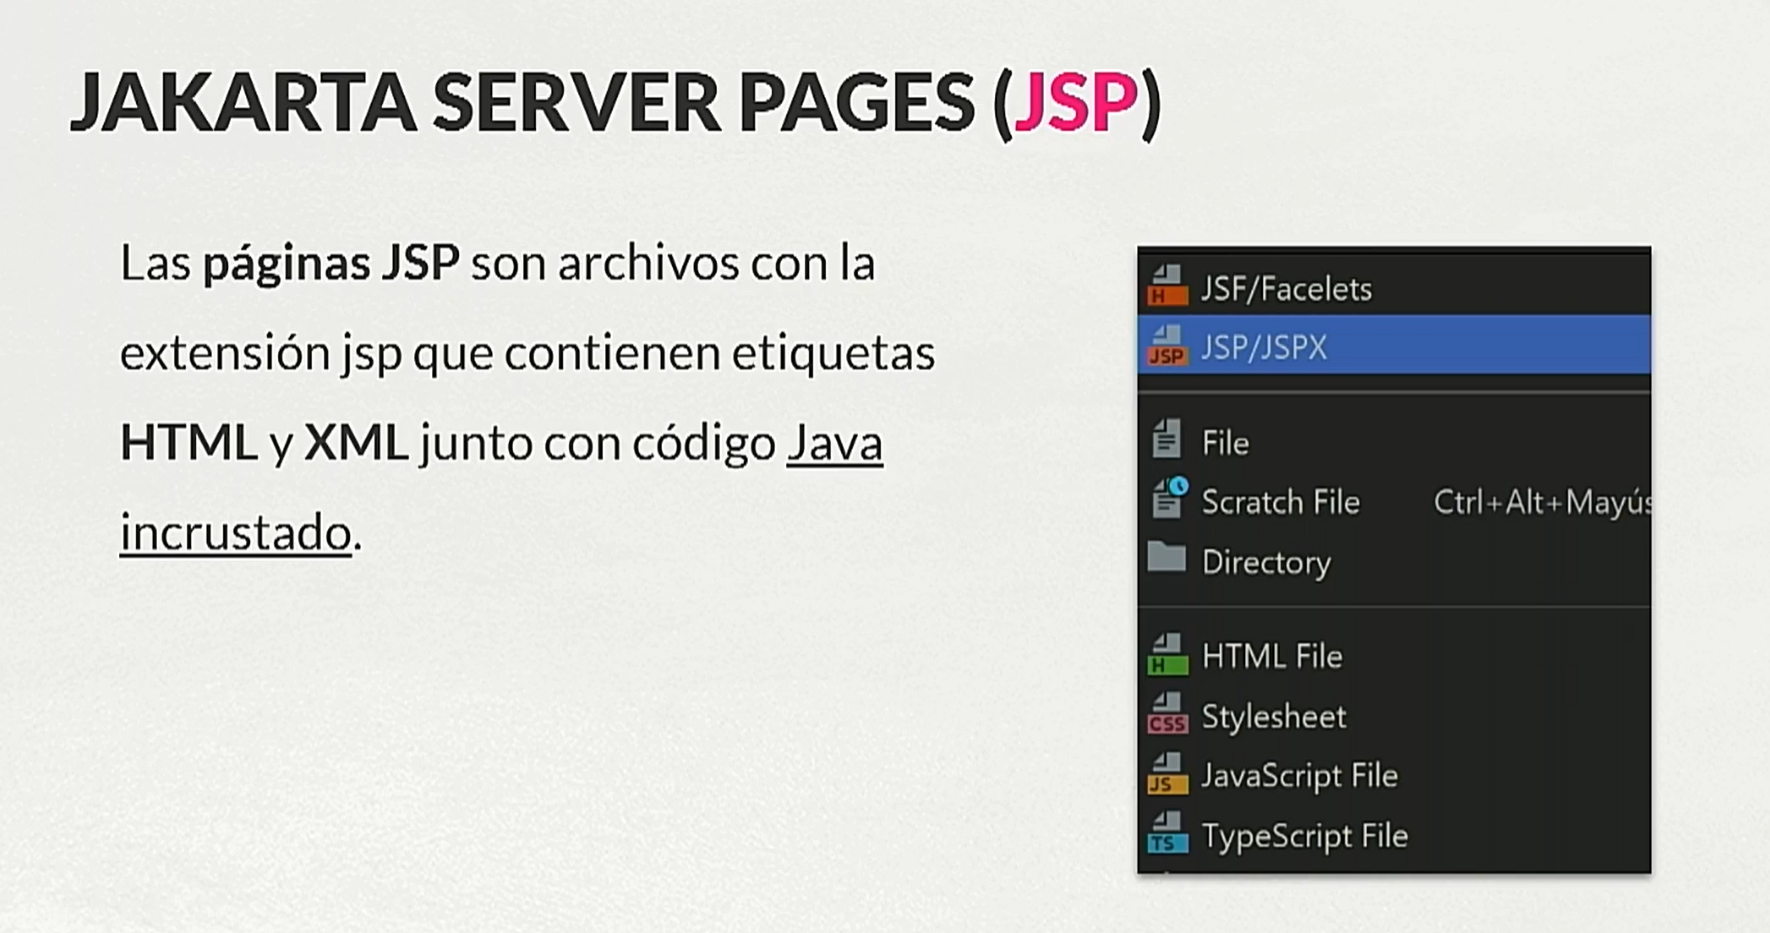 JAKARTA SERVER PAGES (JSP)
Las páginas JSP son archivos con la
extensión jsp que contienen etiquetas
HTML y XML junto con código Java
incrustado.
H JSF/Facelets
JSP JSP/JSPX
File
Scratch File Ctrl+Alt+Mayús
Directory
H HTML File
CSS Stylesheet
JS JavaScript File
TS TypeScript File